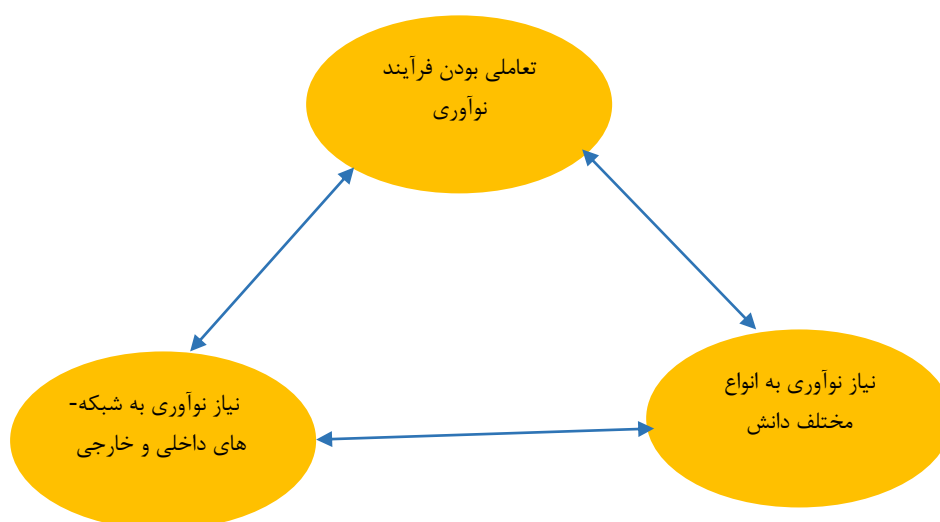 تعاملی بودن فرآیند
نوآوری
نیاز نوآوری به انواع
مختلف دانش
نیاز نوآوری به شبکه-
های داخلی و خارجی